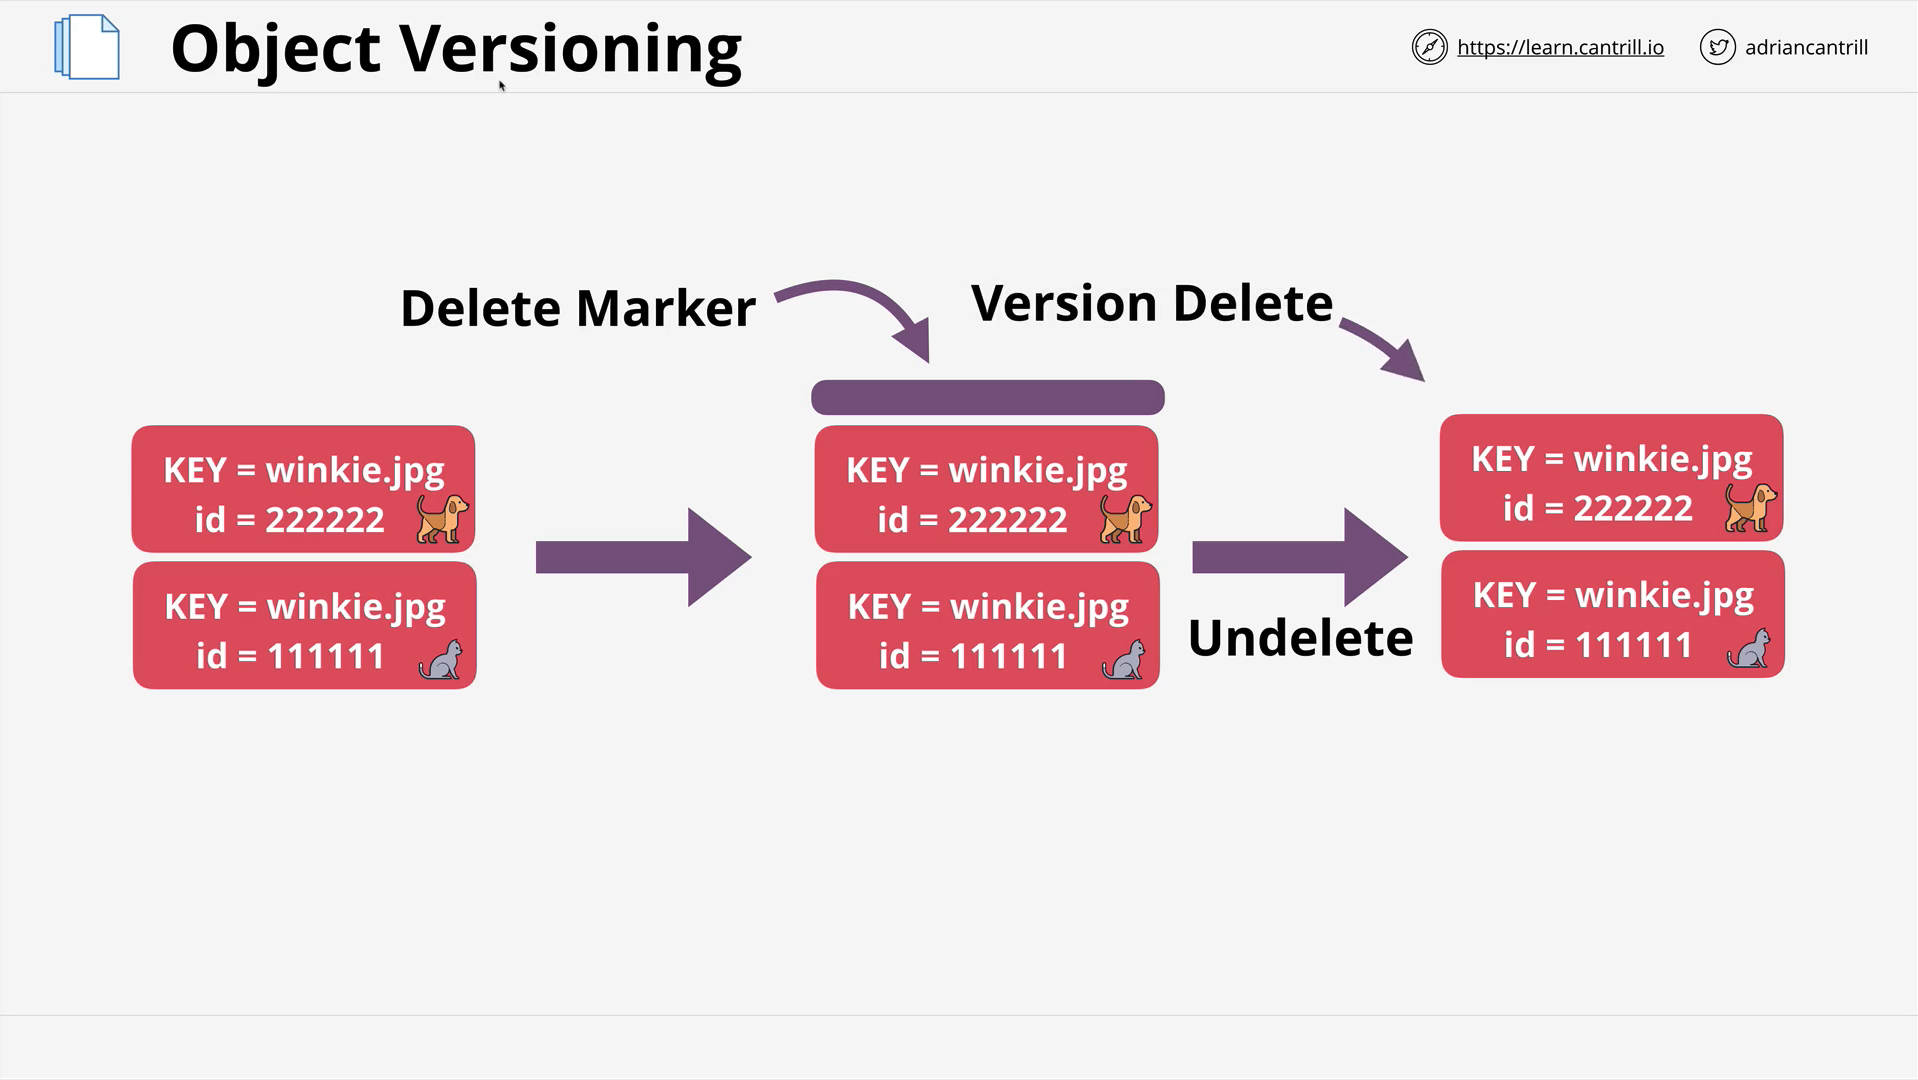 Object Versioning
https://learn.cantrill.io
adriancantrill
Delete Marker
Version Delete
KEY = winkie.jpg
id = 222222
KEY = winkie.jpg
id = 111111
KEY = winkie.jpg
id = 222222
KEY = winkie.jpg
id = 111111
Undelete
KEY = winkie.jpg
id = 222222
KEY = winkie.jpg
id = 111111